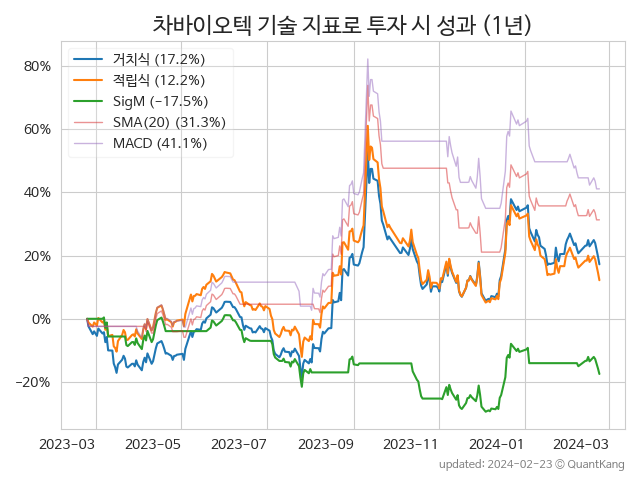 차바이오텍 기술 지표로 투자 시 성과 (1년)
거치식 (17.2%)
적립식 (12.2%)
SigM (−17.5%)
SMA(20) (31.3%)
MACD (41.1%)
80%
60%
40%
20%
0%
−20%
2023-03 2023-05 2023-07 2023-09 2023-11 2024-01 2024-03
updated: 2024-02-23 ⓒ QuantKang